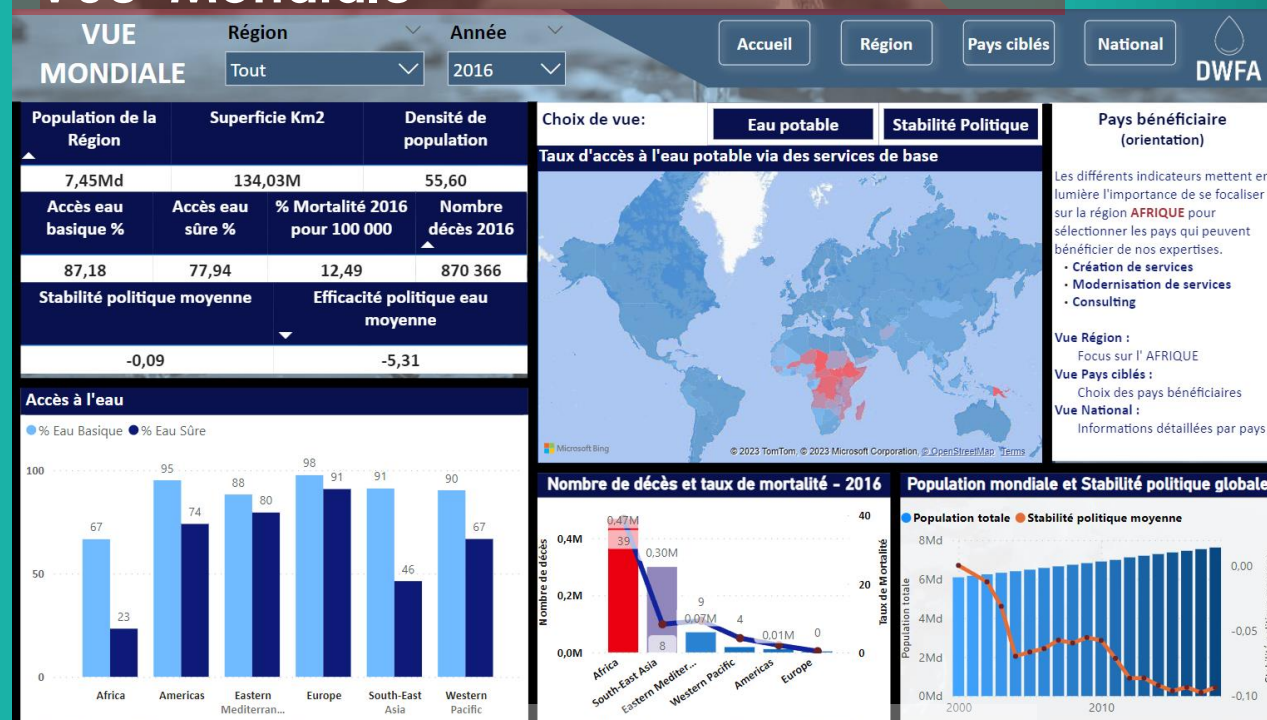 Vue Mondiale
VUE
MONDIALE
Région
Tout
Année
2016
Accueil
Région
Pays ciblés
National
DWFA
Population de la
Région
Superficie Km2
Densité de
population
7,45Md
134,03M
55,60
Accès eau
basique %
Accès eau
sûre %
% Mortalité 2016
pour 100 000
Nombre
décès 2016
87,18
77,94
12,49
870 366
Stabilité politique moyenne
Efficacité politique eau
moyenne
-0,09
-5,31
Choix de vue:
Eau potable
Stabilité Politique
Taux d'accès à l'eau potable via des services de base
Microsoft Bing
© 2023 TomTom, © 2023 Microsoft Corporation, © OpenStreetMap Terms
Pays bénéficiaire
(orientation)
Les différents indicateurs mettent en
lumière l'importance de se focaliser
sur la région AFRIQUE pour
sélectionner les pays qui peuvent
bénéficier de nos expertises.
• Création de services
• Modernisation de services
• Consulting
Vue Région :
Focus sur l' AFRIQUE
Vue Pays ciblés :
Choix des pays bénéficiaires
Vue National :
Informations détaillées par pays
Accès à l'eau
% Eau Basique % Eau Sûre
100
50
0
67
23
95
74
88
80
98
91
91
46
90
67
Africa
Americas
Eastern
Mediterran...
Europe
South-East
Asia
Western
Pacific
Nombre de décès et taux de mortalité - 2016
Nombre de décès
0,4M
0,2M
0,0M
0,47M
39
0,30M
8
9
0,07M
4
0,01M
0
40
20
0
Taux de Mortalité
Africa
South-East Asia
Eastern Mediter...
Western Pacific
Americas
Europe
Population mondiale et Stabilité politique globale
Population totale Stabilité politique moyenne
Population totale
8Md
6Md
4Md
2Md
0Md
0,00
-0,05
-0,10
2000
2010